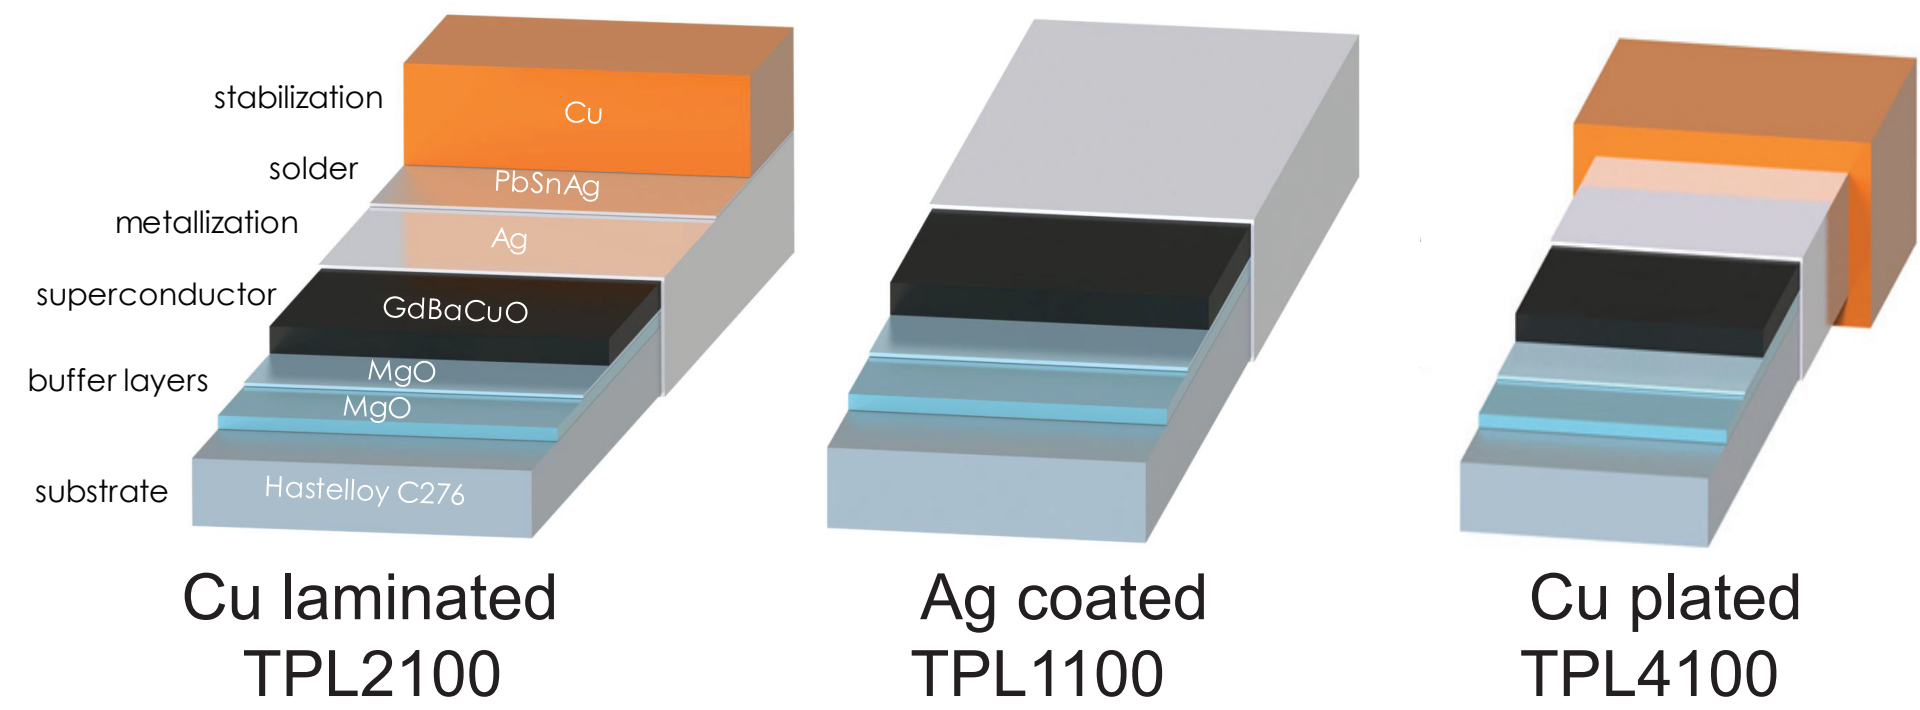 stabilization
Cu
solder
PbSnAg
metallization
Ag
superconductor
GdBaCuO
buffer layers
MgO
MgO
substrate
Hastelloy C276
Cu laminated
TPL2100
Ag coated
TPL1100
Cu plated
TPL4100